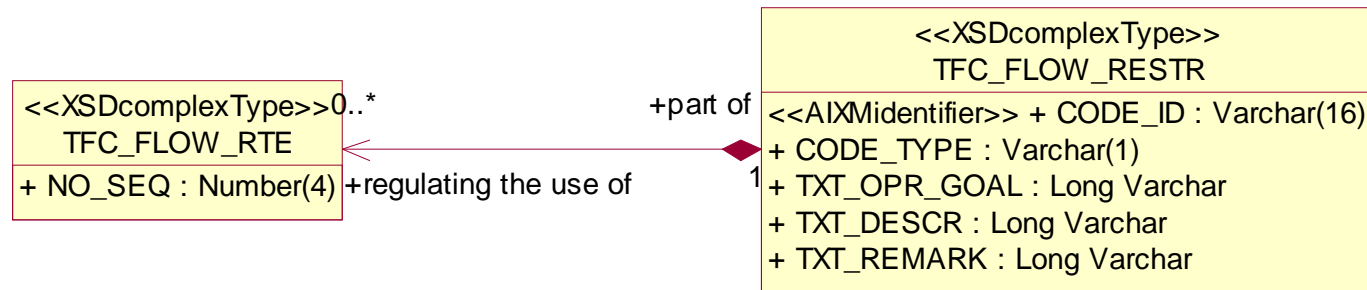 <<XSDcomplexType>>
TFC_FLOW_RTE
+ NO_SEQ : Number(4)
0..*
+regulating the use of
+part of
1
<<XSDcomplexType>>
TFC_FLOW_RESTR
<<AIXMidentifier>> + CODE_ID : Varchar(16)
+ CODE_TYPE : Varchar(1)
+ TXT_OPR_GOAL : Long Varchar
+ TXT_DESCR : Long Varchar
+ TXT_REMARK : Long Varchar